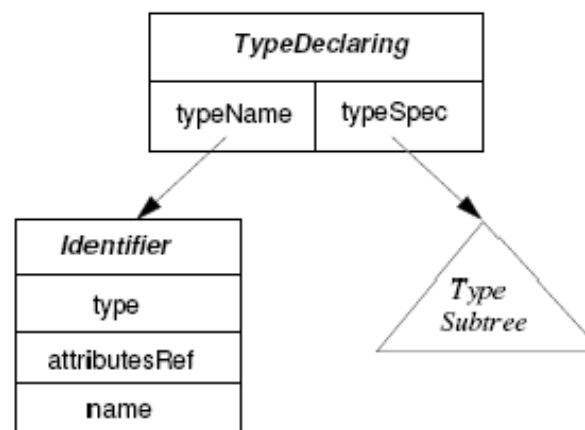 TypeDeclaring
typeName
typeSpec
Identifier
type
attributesRef
name
Type
Subtree